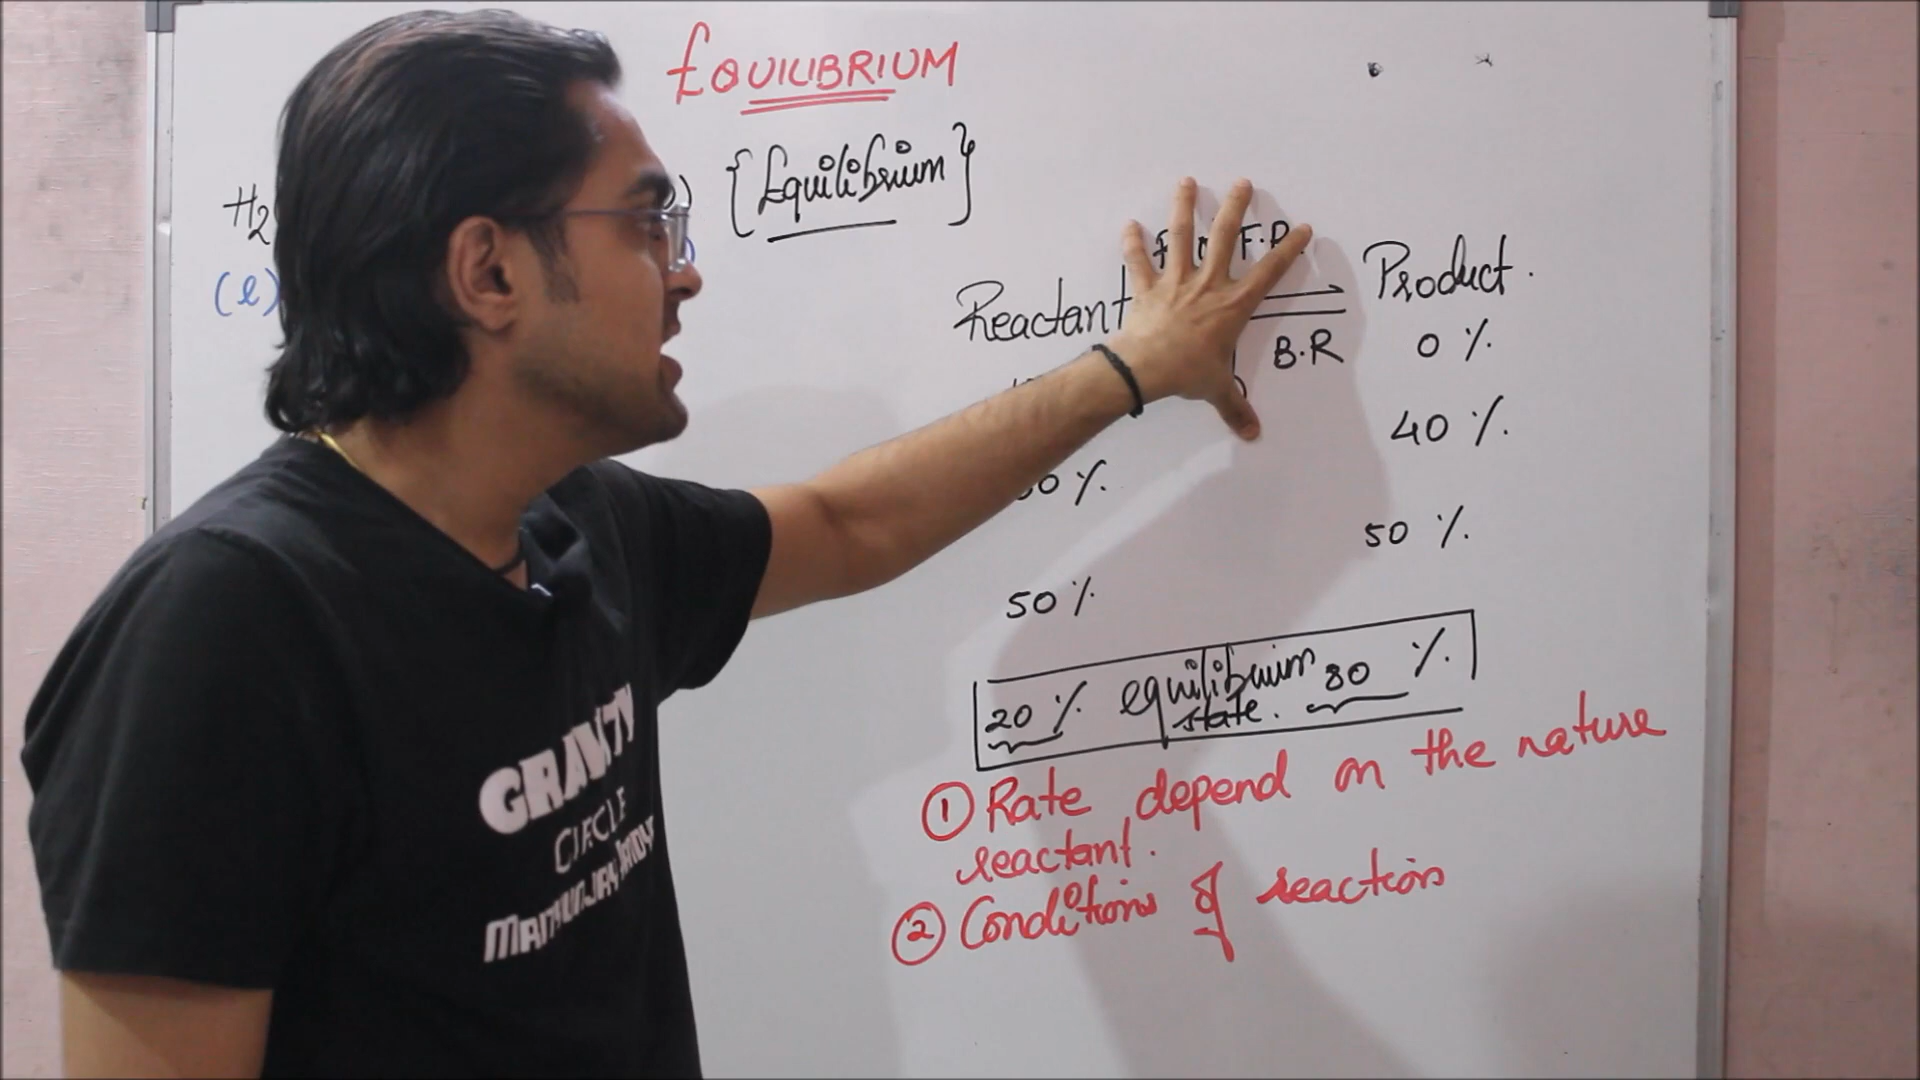 EQUILIBRIUM
{Equilibrium}
H2
(l)
F.R.
Reactant
Product.
B.R
0 %
40 %
50 %
50 %
20 % equilibrium 80 %
state.
① Rate depend on the nature
reactant.
② Conditions of reaction
GRAVITY
CIRCLE